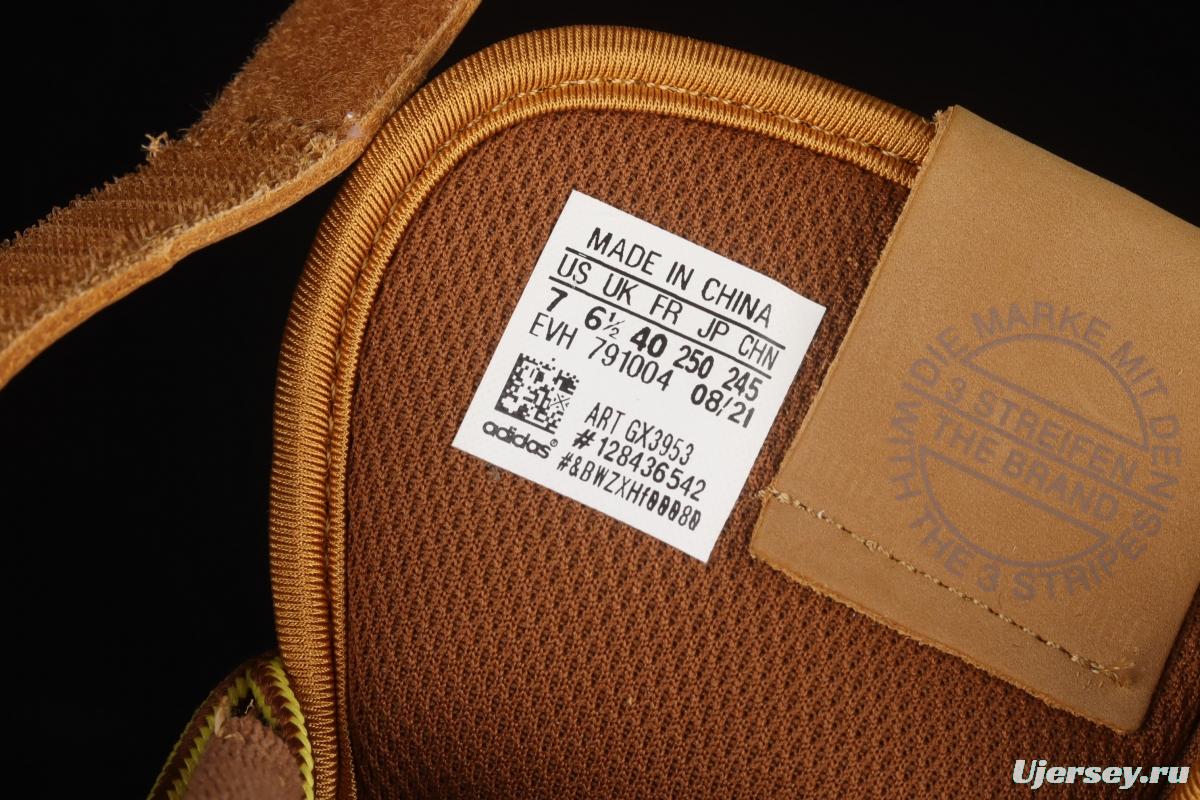 MADE IN CHINA
US UK FR JP CHN
7 6½ 40 250 245
EVH 791004 08/21
ART GX3953
#128436542
#&BWZXHf00080
adidas®
DIE MARKE MIT DEN
3 STREIFEN
THE BRAND
THE 3 STRIPES
Ujersey.ru